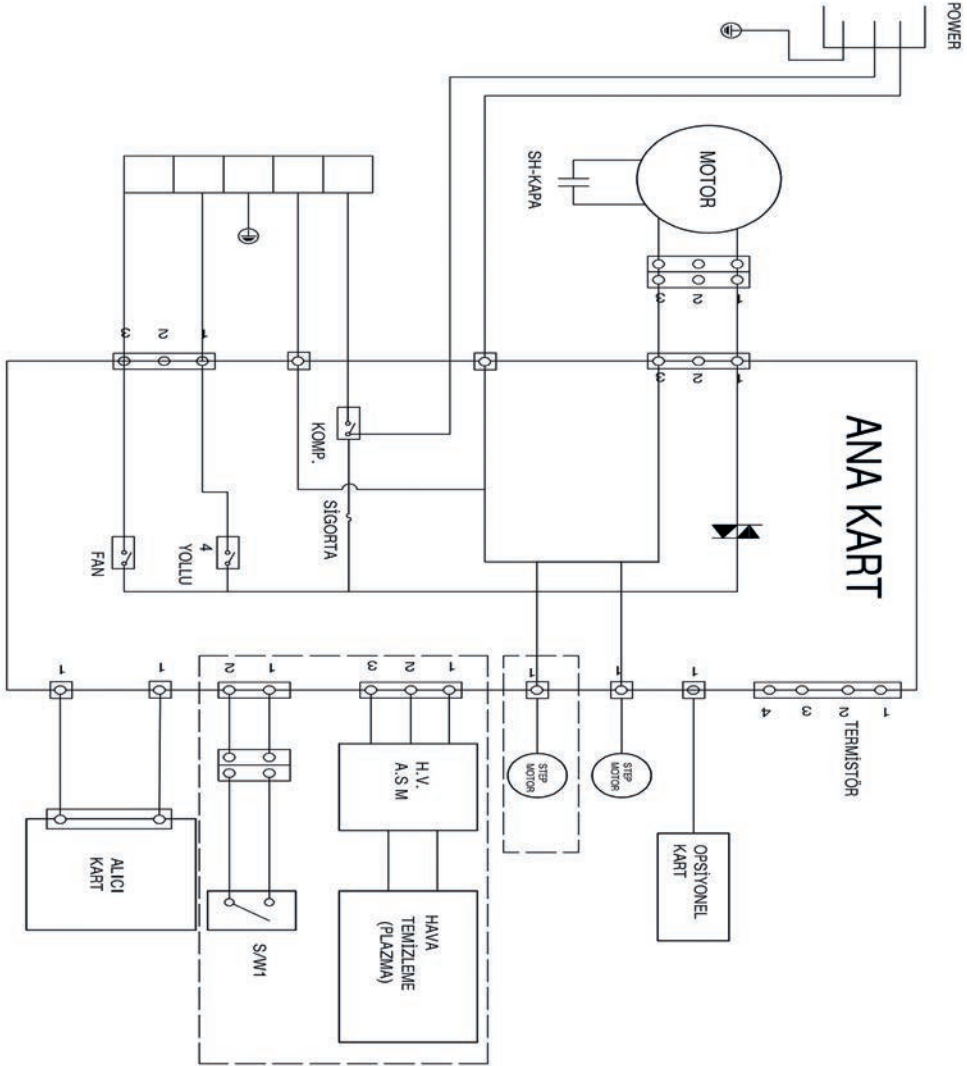 POWER
MOTOR
SH-KAPA
1
2
3
1
2
3
1
2
3
ANA KART
KOMP.
SİGORTA
4
YOLLU
FAN
1
2
3
4
TERMİSTÖR
1
OPSİYONEL
KART
1
STEP
MOTOR
1
STEP
MOTOR
1
2
3
H.V.
A.S M
HAVA
TEMİZLEME
(PLAZMA)
1
2
S/W1
1
1
ALICI
KART